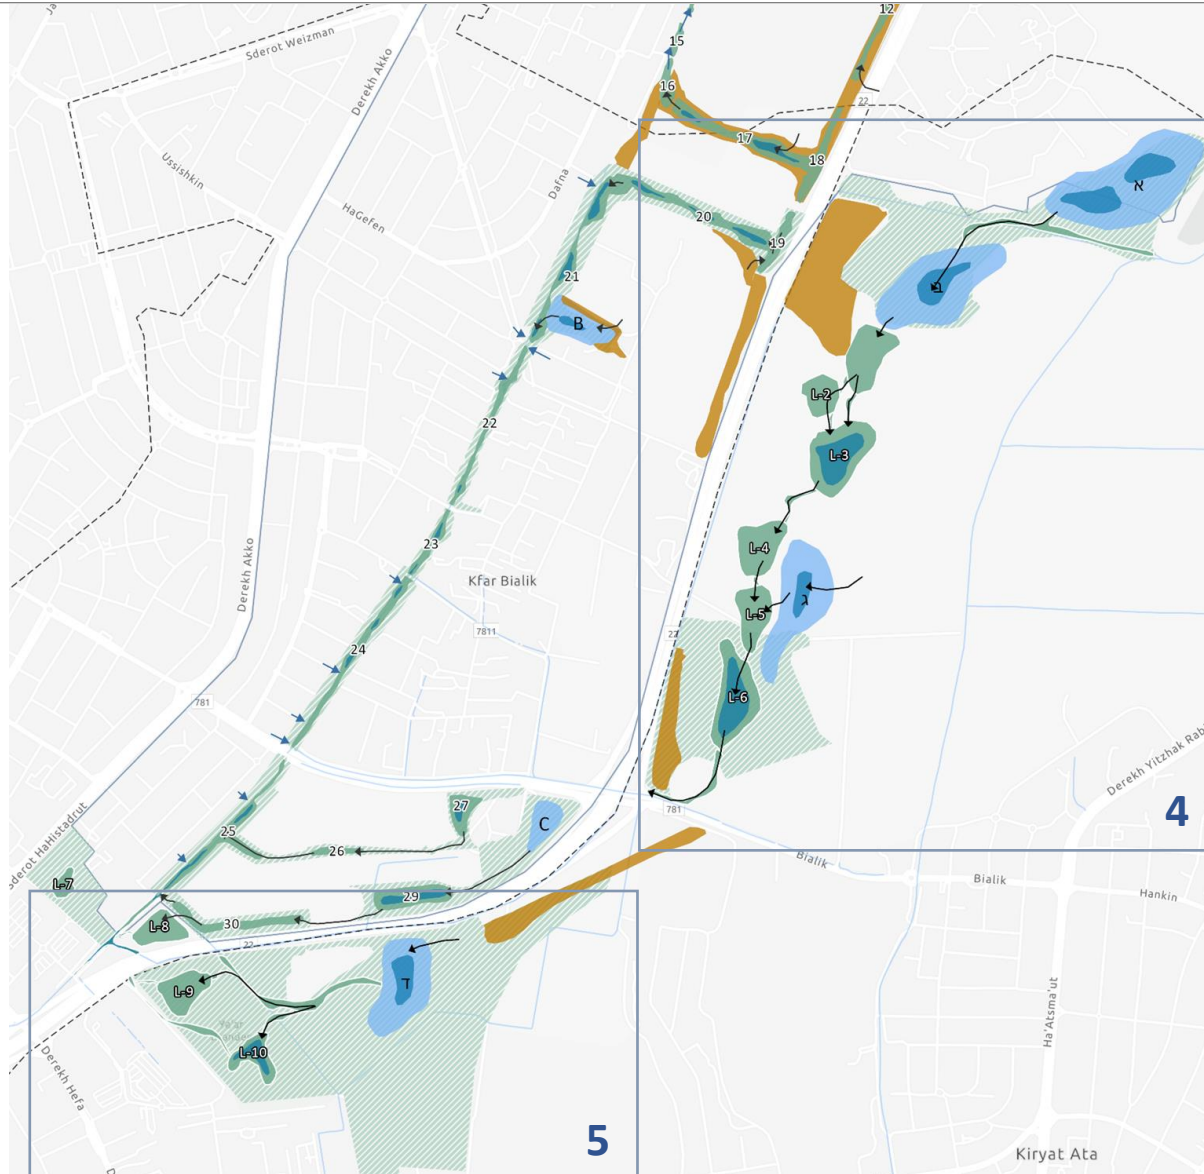 12
Sderot Weizman
15
Derekh Akko
16
22
17
18
Ussishkin
Dafna
א
HaGefen
20
19
21
ב
B
L-2
22
L-3
23
L-4
Derekh Akko
Kfar Bialik
ג
L-5
7811
22
24
L-6
781
Derekh Yitzhak Rab
27
781
4
C
25
Sderot HaHistadrut
26
Bialik
Bialik
L-7
Hankin
29
L-8
30
22
ד
L-9
Ha'Atsma'ut
L-10
Derekh Hefa
5
Kiryat Ata